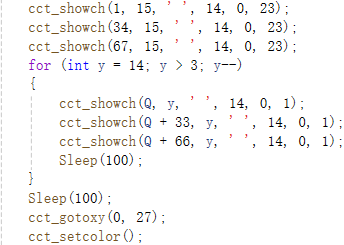 cct_showch(1, 15, ' ', 14, 0, 23);
cct_showch(34, 15, ' ', 14, 0, 23);
cct_showch(67, 15, ' ', 14, 0, 23);
for (int y = 14; y > 3; y--)
{
cct_showch(Q, y, ' ', 14, 0, 1);
cct_showch(Q + 33, y, ' ', 14, 0, 1);
cct_showch(Q + 66, y, ' ', 14, 0, 1);
Sleep(100);
}
Sleep(100);
cct_gotoxy(0, 27);
cct_setcolor();